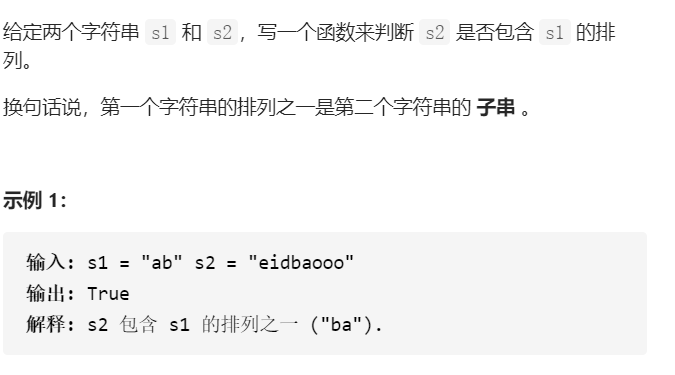 给定两个字符串 s1 和 s2，写一个函数来判断 s2 是否包含 s1 的排
列。
换句话说，第一个字符串的排列之一是第二个字符串的 子串 。
示例 1：
输入: s1 = "ab" s2 = "eidbaooo"
输出: True
解释: s2 包含 s1 的排列之一 ("ba").